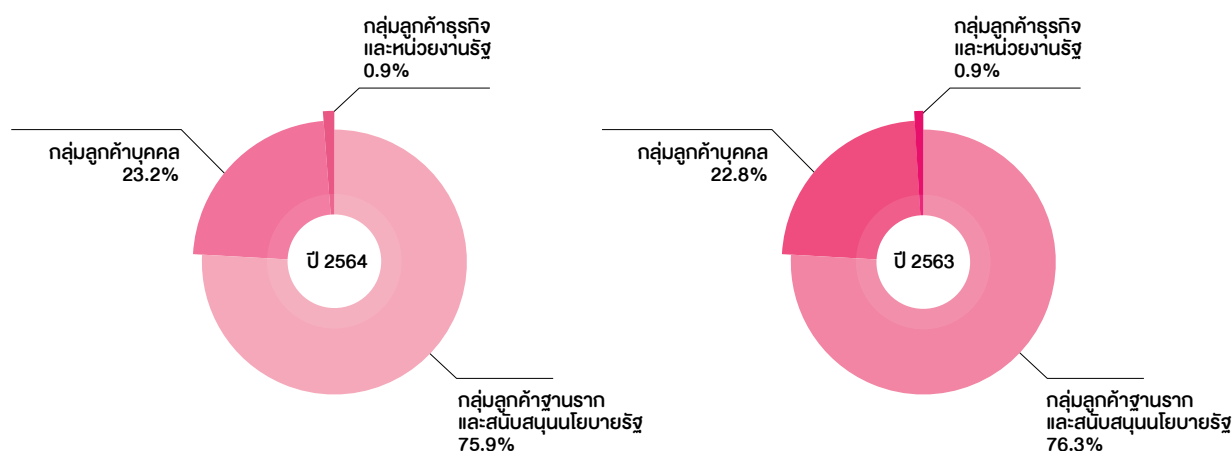 กลุ่มลูกค้าธุรกิจ
และหน่วยงานรัฐ
0.9%
กลุ่มลูกค้าบุคคล
23.2%
ปี 2564
กลุ่มลูกค้าฐานราก
และสนับสนุนนโยบายรัฐ
75.9%
กลุ่มลูกค้าธุรกิจ
และหน่วยงานรัฐ
0.9%
กลุ่มลูกค้าบุคคล
22.8%
ปี 2563
กลุ่มลูกค้าฐานราก
และสนับสนุนนโยบายรัฐ
76.3%